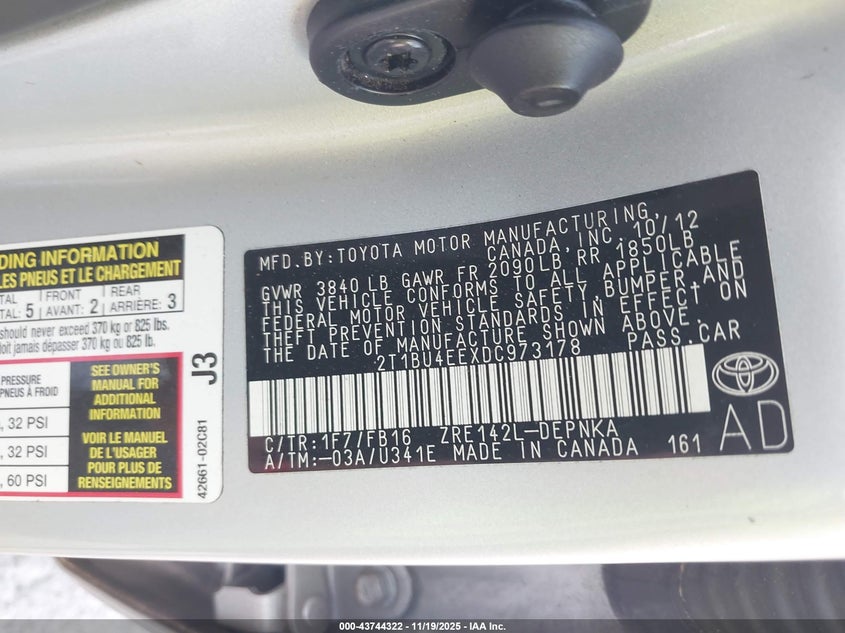 DING INFORMATION
LES PNEUS ET LE CHARGEMENT
TAL 5 FRONT AVANT: 2 REAR ARRIÈRE: 3
should never exceed 370 kg or 825 lbs.
doit jamais dépasser 370 kg ou 825 lb.
PRESSURE
PNEUS À FROID
, 32 PSI
, 32 PSI
, 60 PSI
SEE OWNER'S
MANUAL FOR
ADDITIONAL
INFORMATION
VOIR LE MANUEL
DE L'USAGER
POUR PLUS DE
RENSEIGNEMENTS
J3
42661-02C81
MFD.BY:TOYOTA MOTOR MANUFACTURING,
CANADA, INC. 10/12
GVWR 3840 LB GAWR FR 2090LB, RR 1850LB
THIS VEHICLE CONFORMS TO ALL APPLICABLE
FEDERAL MOTOR VEHICLE SAFETY, BUMPER, AND
THEFT PREVENTION STANDARDS IN EFFECT ON
THE DATE OF MANUFACTURE SHOWN ABOVE.
2T1BU4EEXDC973178 PASS.CAR
C/TR:1F7/FB16 ZRE142L-DEPNKA
A/TM:-03A/U341E MADE IN CANADA 161
AD
000-43744322 | 11/19/2025 - IAA Inc.